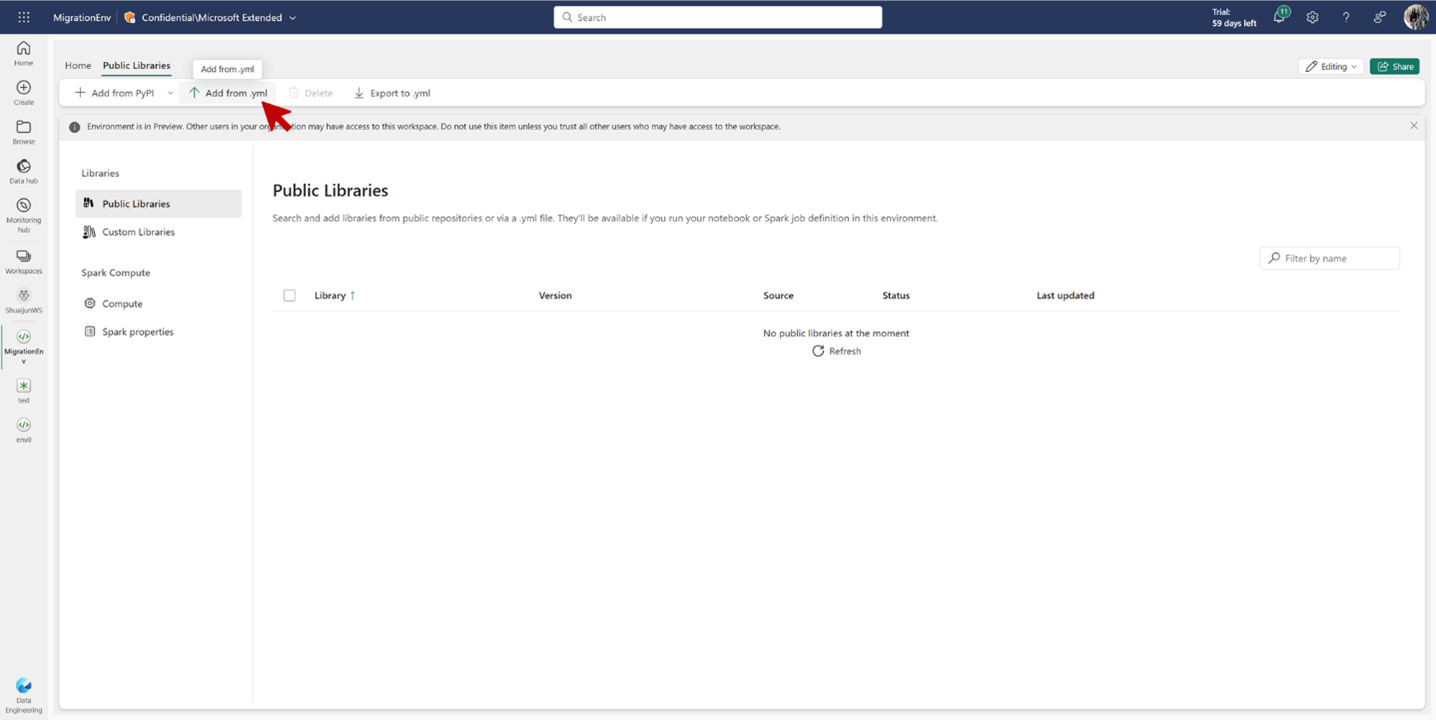 MigrationEnv
Confidential\Microsoft Extended
Search
Trial:
59 days left
11
Home
Create
Browse
Data hub
Monitoring
hub
Workspaces
ShuaijunWS
MigrationEn
v
test
env0
Data
Engineering
Home
Public Libraries
Add from .yml
Editing
Share
Add from PyPI
Add from .yml
Delete
Export to .yml
Environment is in Preview. Other users in your may have access to this workspace. Do not use this item unless you trust all other users who may have access to the workspace.
Libraries
Public Libraries
Custom Libraries
Spark Compute
Compute
Spark properties
Public Libraries
Search and add libraries from public repositories or via a .yml file. They'll be available if you run your notebook or Spark job definition in this environment.
Filter by name
Library ↑ Version Source Status Last updated
No public libraries at the moment
Refresh